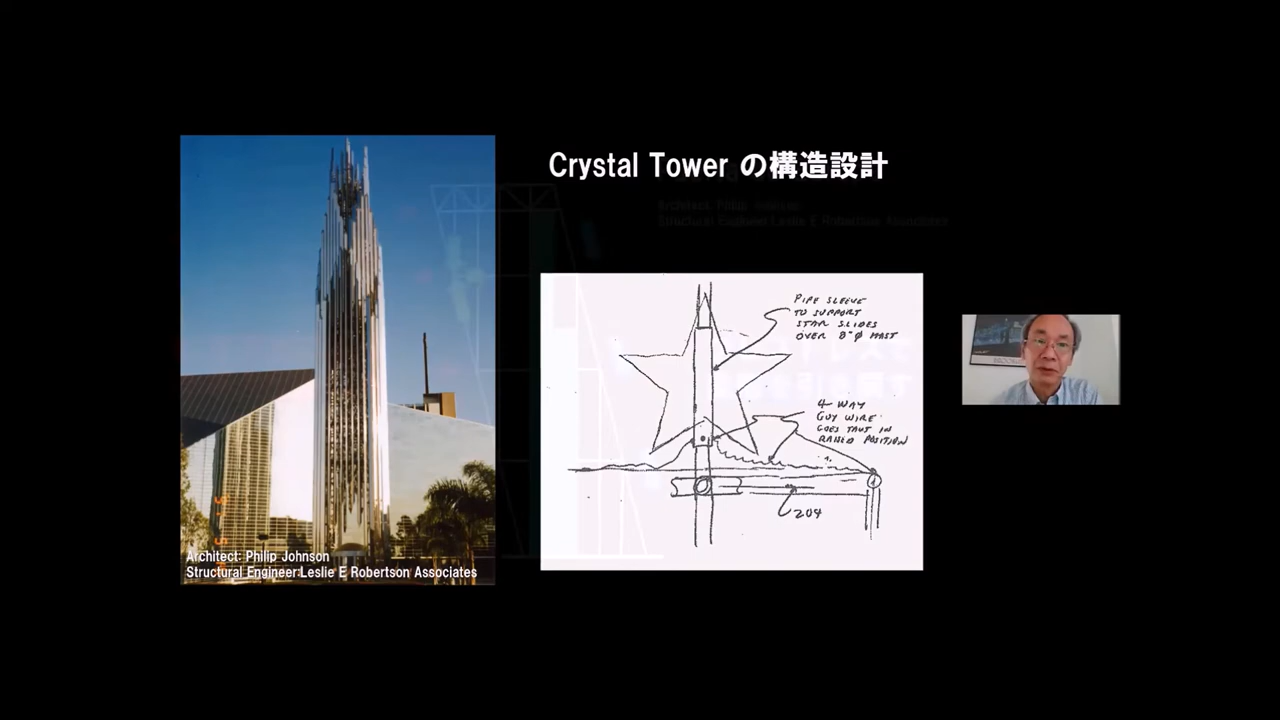 Crystal Tower の構造設計
Architect: Philip Johnson
Structural Engineer:Leslie E Robertson Associates
PIPE SLEEVE
TO SUPPORT
STAR SLIDES
OVER 8"φ MAST
4 WAY
GUY WIRE
GOES TAUT IN
RAISED POSITION
204